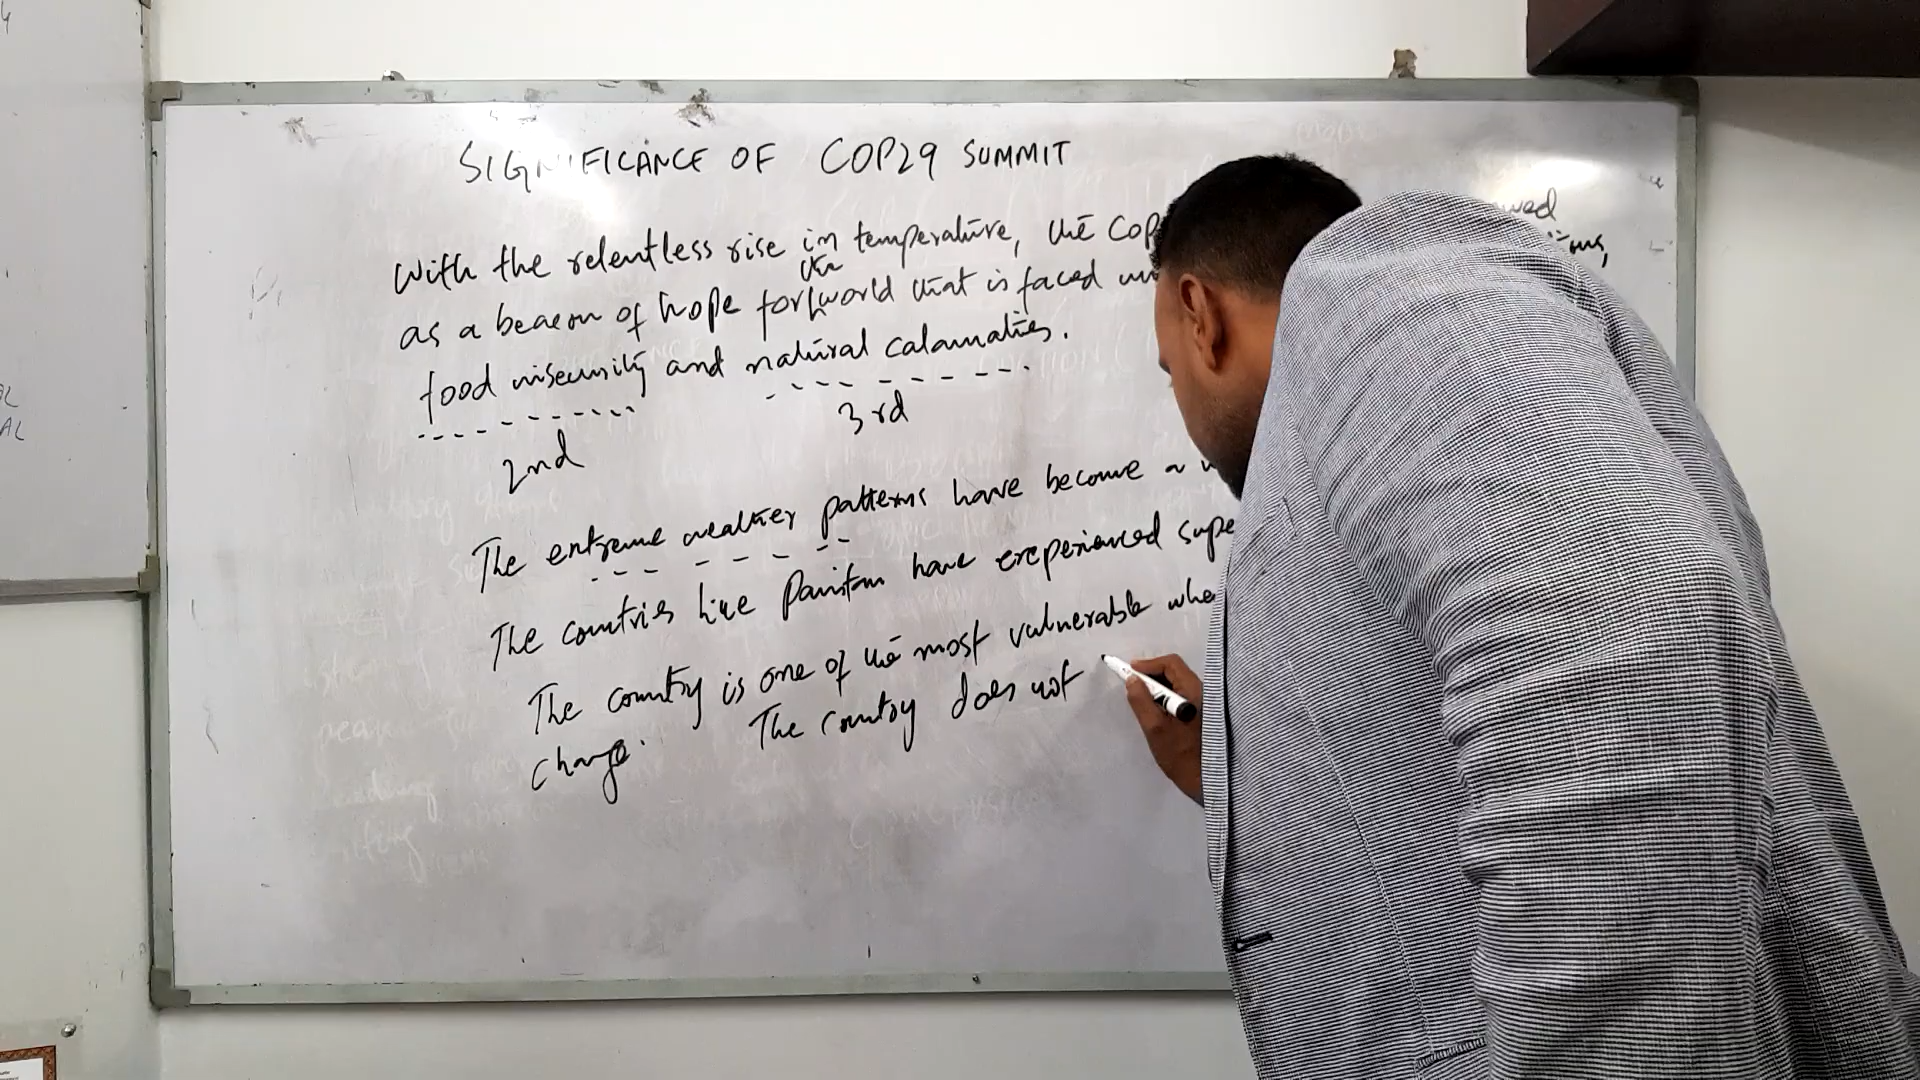 SIGNIFICANCE OF COP29 SUMMIT
With the relentless rise in temperature, the COP
as a beacon of hope for the world that is faced
food insecurity and natural calamaties.
2nd 3rd
The extreme weather patterns have become a
The countries like Pakistan have experienced supe
The country is one of the most vulnerable whe
change. The country does not